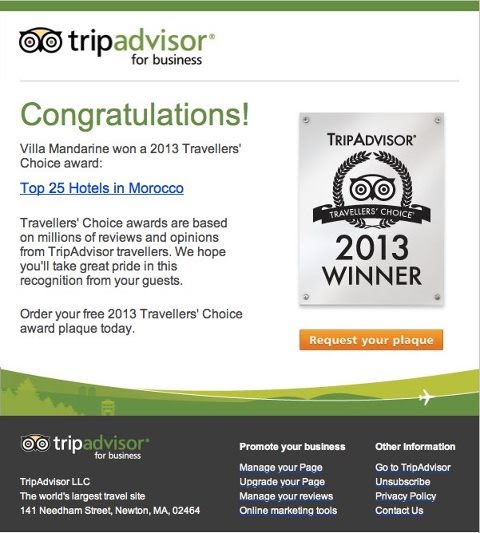 tripadvisor®
for business
Congratulations!
Villa Mandarine won a 2013 Travellers'
Choice award:
Top 25 Hotels in Morocco
Travellers' Choice awards are based
on millions of reviews and opinions
from TripAdvisor travellers. We hope
you'll take great pride in this
recognition from your guests.
Order your free 2013 Travellers' Choice
award plaque today.
TRIPADVISOR®
TRAVELLERS' CHOICE®
2013
WINNER
Request your plaque
tripadvisor®
for business
TripAdvisor LLC
The world's largest travel site
141 Needham Street, Newton, MA, 02464
Promote your business
Manage your Page
Upgrade your Page
Manage your reviews
Online marketing tools
Other Information
Go to TripAdvisor
Unsubscribe
Privacy Policy
Contact Us